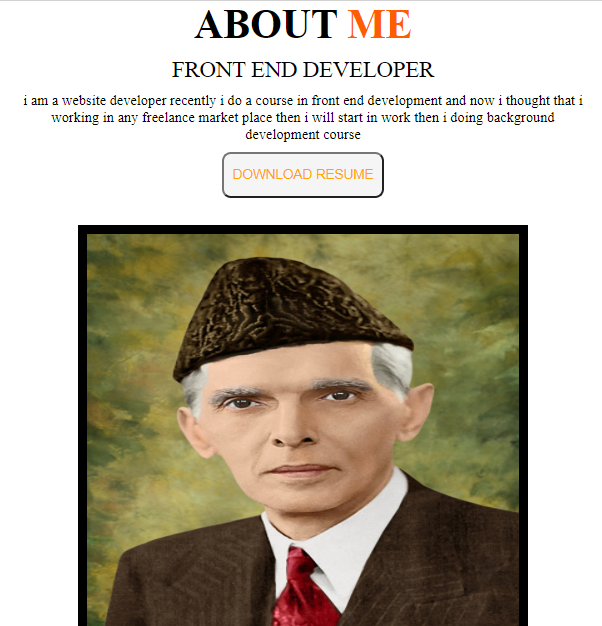 ABOUT ME
FRONT END DEVELOPER
i am a website developer recently i do a course in front end development and now i thought that i
working in any freelance market place then i will start in work then i doing background
development course
DOWNLOAD RESUME